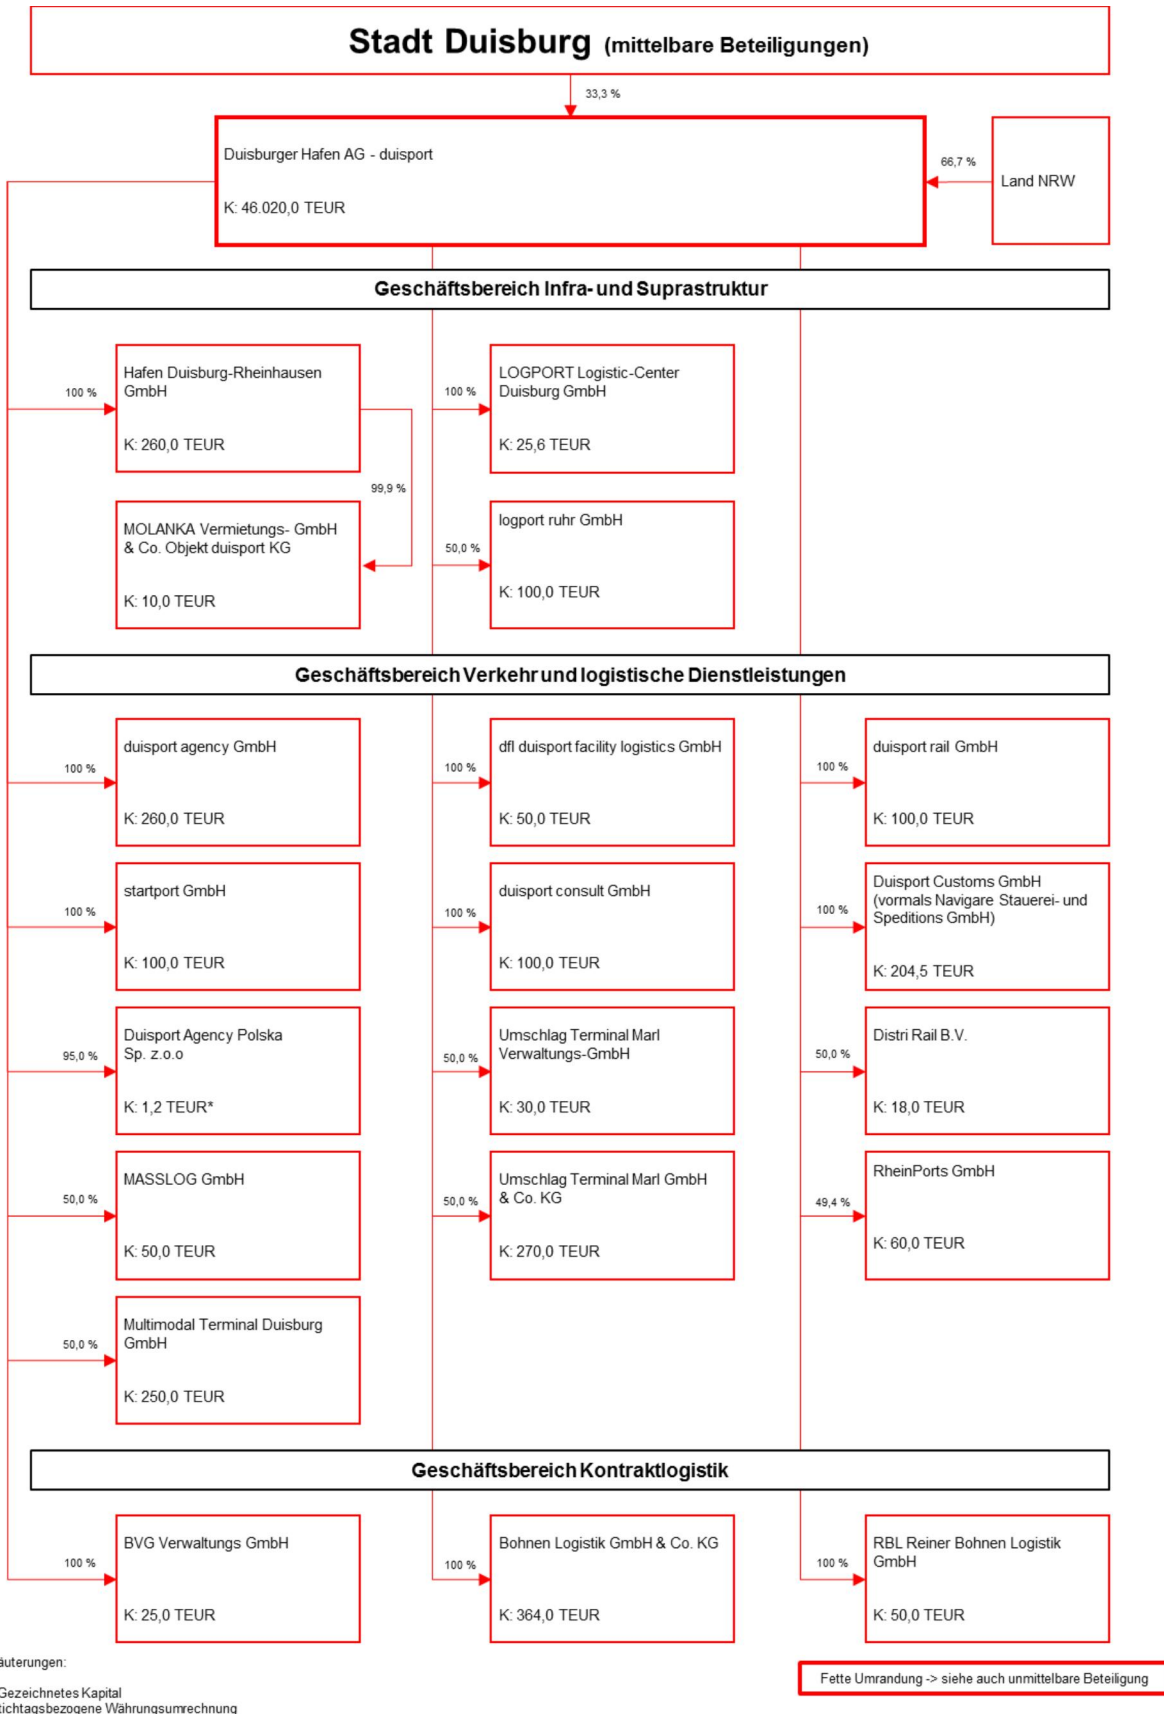 Stadt Duisburg (mittelbare Beteiligungen)
33,3 %
Duisburger Hafen AG - duisport
K: 46.020,0 TEUR
66,7 %
Land NRW
Geschäftsbereich Infra- und Suprastruktur
100 %
Hafen Duisburg-Rheinhausen
GmbH
K: 260,0 TEUR
100 %
LOGPORT Logistic-Center
Duisburg GmbH
K: 25,6 TEUR
99,9 %
MOLANKA Vermietungs- GmbH
& Co. Objekt duisport KG
K: 10,0 TEUR
50,0 %
logport ruhr GmbH
K: 100,0 TEUR
Geschäftsbereich Verkehr und logistische Dienstleistungen
100 %
duisport agency GmbH
K: 260,0 TEUR
100 %
dfl duisport facility logistics GmbH
K: 50,0 TEUR
100 %
duisport rail GmbH
K: 100,0 TEUR
100 %
startport GmbH
K: 100,0 TEUR
100 %
duisport consult GmbH
K: 100,0 TEUR
100 %
Duisport Customs GmbH
(vormals Navigare Stauerei- und
Speditions GmbH)
K: 204,5 TEUR
95,0 %
Duisport Agency Polska
Sp. z.o.o
K: 1,2 TEUR*
50,0 %
Umschlag Terminal Marl
Verwaltungs-GmbH
K: 30,0 TEUR
50,0 %
Distri Rail B.V.
K: 18,0 TEUR
50,0 %
MASSLOG GmbH
K: 50,0 TEUR
50,0 %
Umschlag Terminal Marl GmbH
& Co. KG
K: 270,0 TEUR
49,4 %
RheinPorts GmbH
K: 60,0 TEUR
50,0 %
Multimodal Terminal Duisburg
GmbH
K: 250,0 TEUR
Geschäftsbereich Kontraktlogistik
100 %
BVG Verwaltungs GmbH
K: 25,0 TEUR
100 %
Bohnen Logistik GmbH & Co. KG
K: 364,0 TEUR
100 %
RBL Reiner Bohnen Logistik
GmbH
K: 50,0 TEUR
äuterungen:
Gezeichnetes Kapital
tichtagsbezogene Währungsumrechnung
Fette Umrandung -> siehe auch unmittelbare Beteiligung